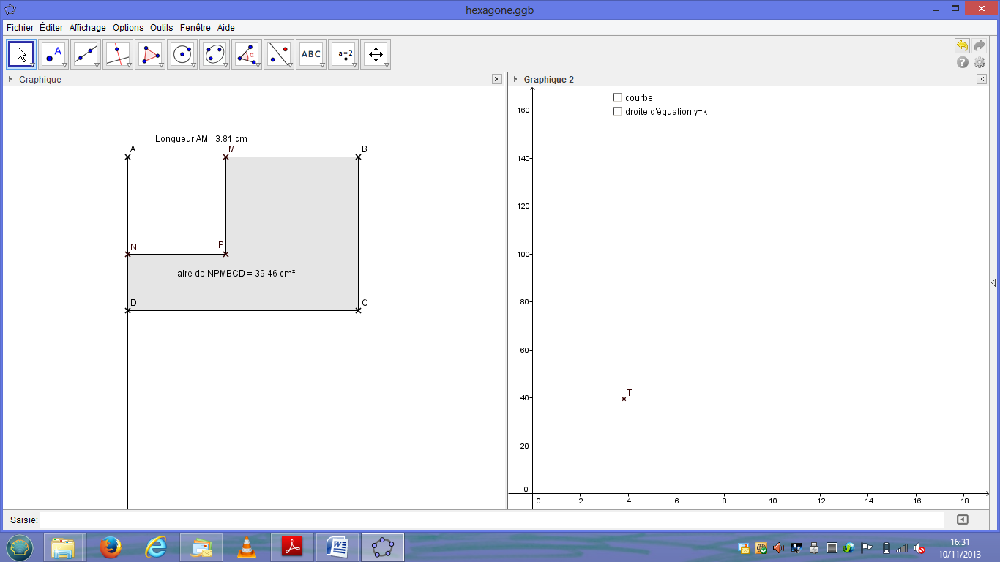 hexagone.ggb
Fichier Éditer Affichage Options Outils Fenêtre Aide
A α ABC a=2
Graphique
Graphique 2
courbe
droite d'équation y=k
Longueur AM =3.81 cm
A M B
N P
aire de NPMBCD = 39.46 cm²
D C
160
140
120
100
80
60
T
40
20
0
0 2 4 6 8 10 12 14 16 18
Saisie:
16:31
10/11/2013